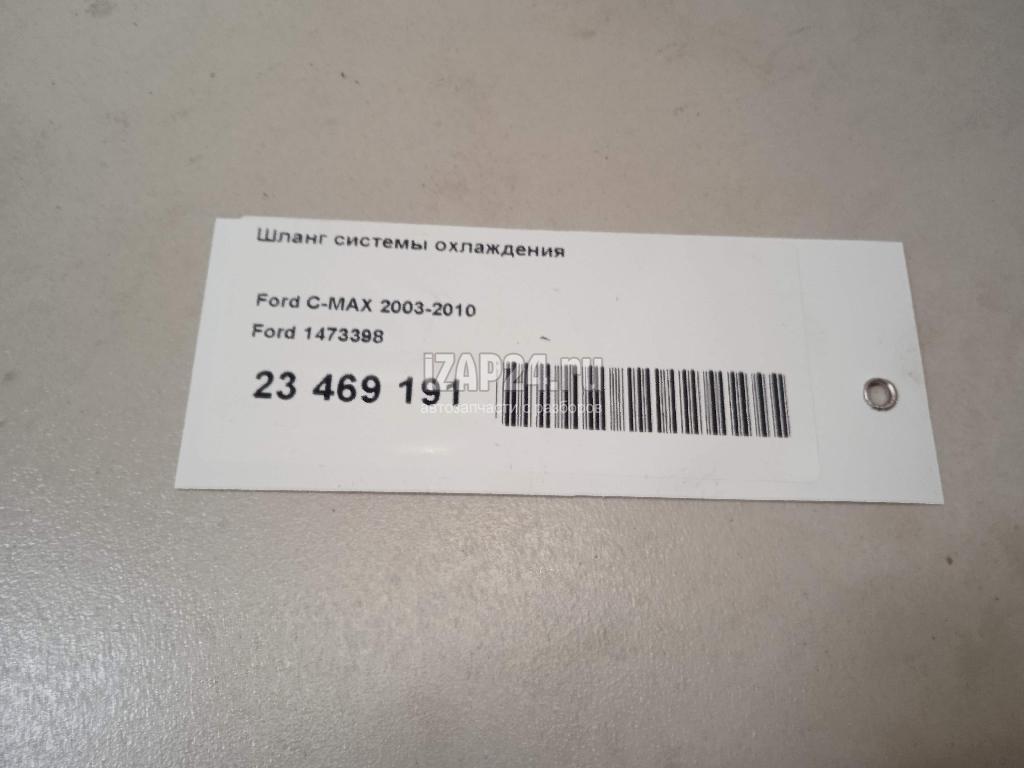 Шланг системы охлаждения
Ford C-MAX 2003-2010
Ford 1473398
23 469 191
iZAP24.ru
автозапчасти с разборов